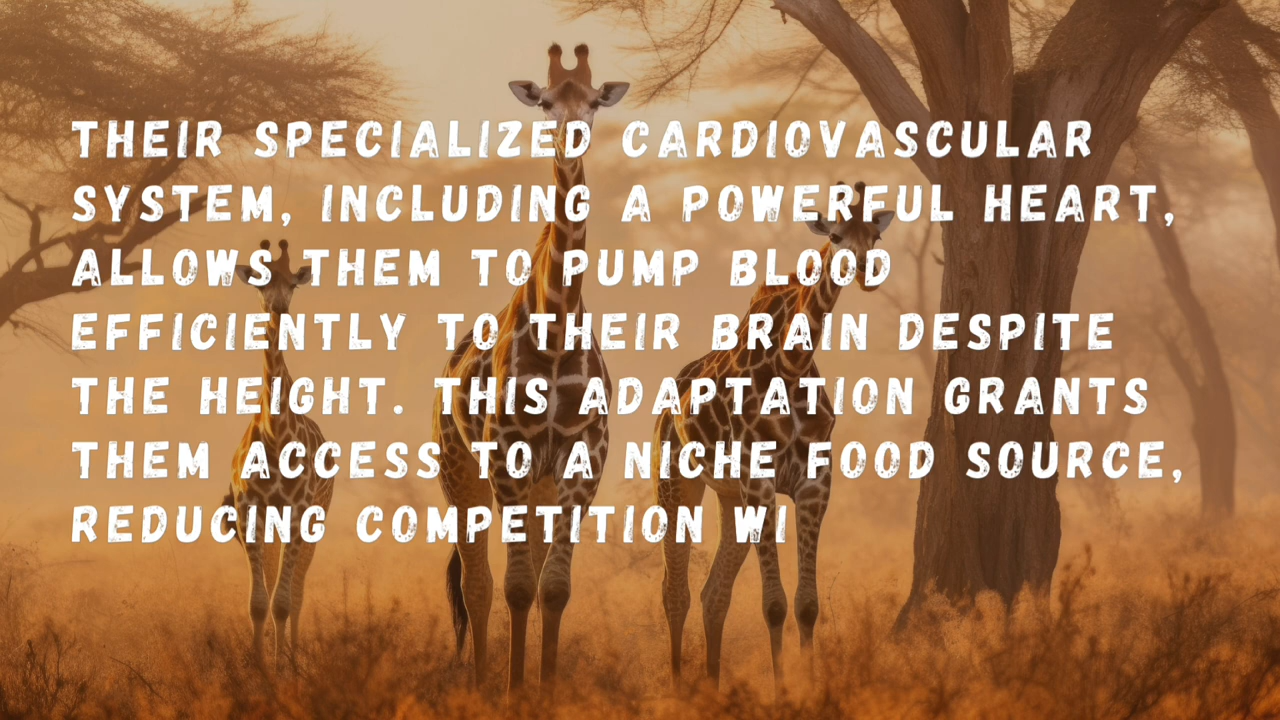 THEIR SPECIALIZED CARDIOVASCULAR
SYSTEM, INCLUDING A POWERFUL HEART,
ALLOWS THEM TO PUMP BLOOD
EFFICIENTLY TO THEIR BRAIN DESPITE
THE HEIGHT. THIS ADAPTATION GRANTS
THEM ACCESS TO A NICHE FOOD SOURCE,
REDUCING COMPETITION WI